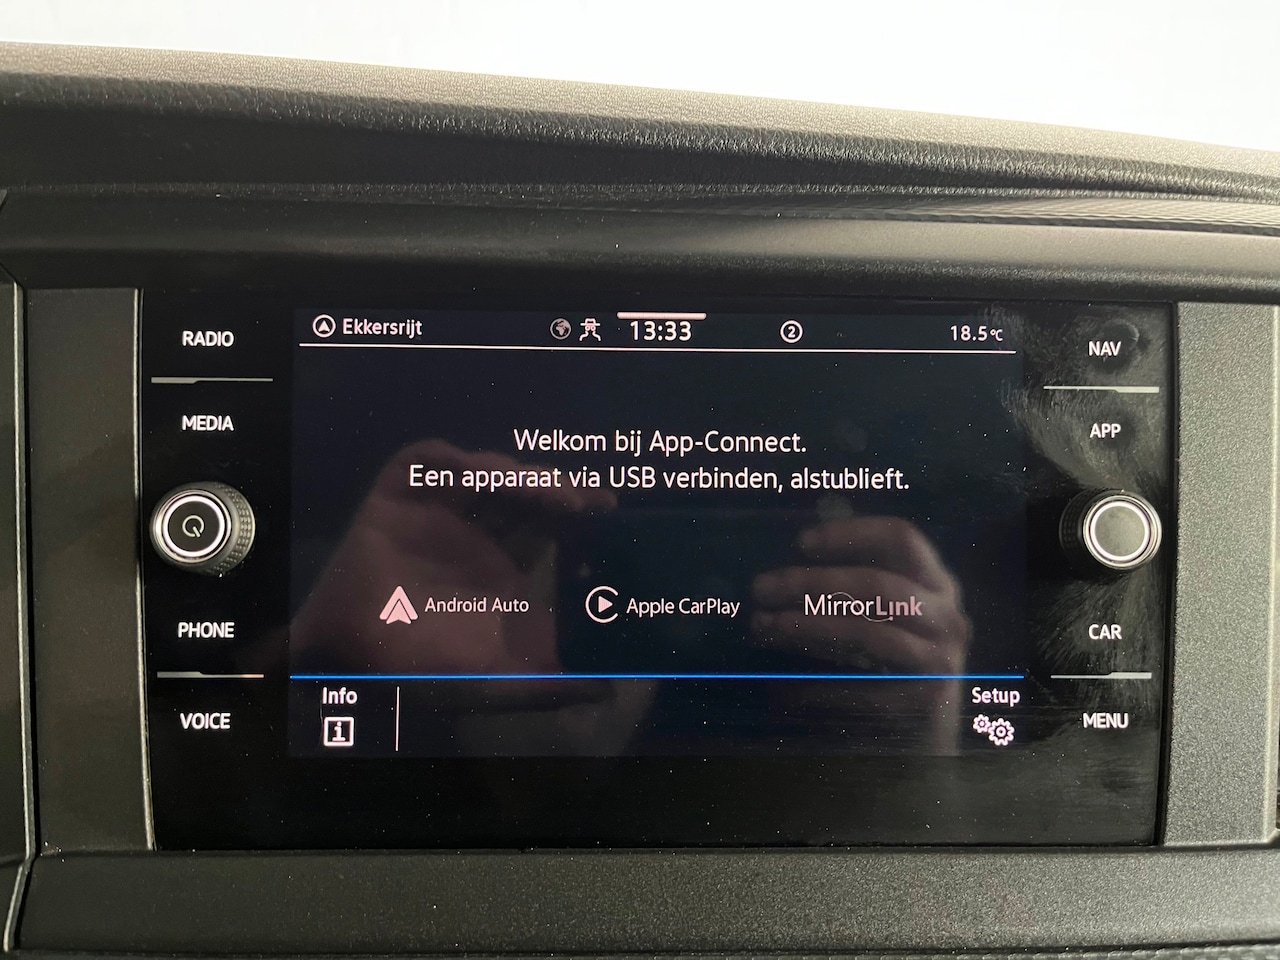 RADIO
MEDIA
PHONE
VOICE
Ekkersrijt 13:33 2 18.5°C
Welkom bij App-Connect.
Een apparaat via USB verbinden, alstublieft.
Android Auto Apple CarPlay MirrorLink
Info Setup
i
NAV
APP
CAR
MENU